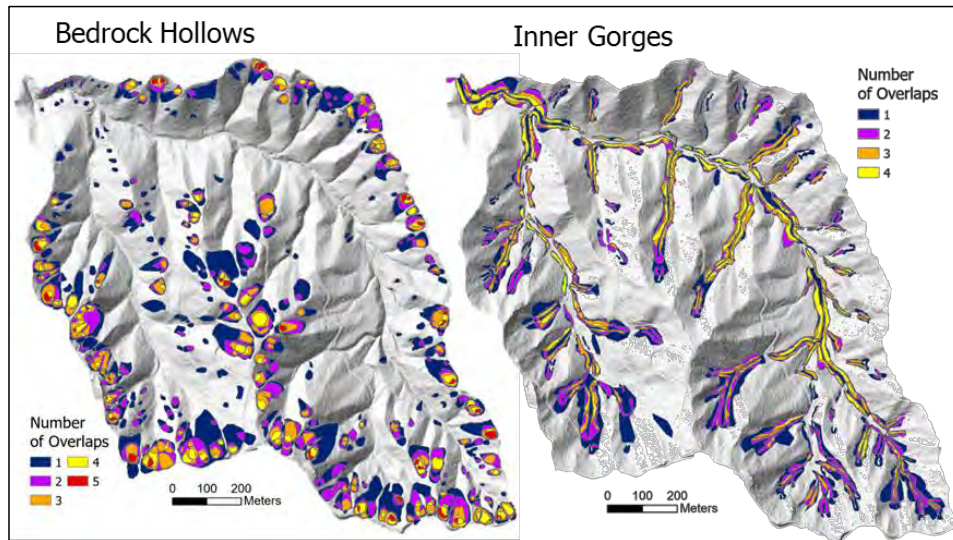 Bedrock Hollows
Number
of Overlaps
1 4
2 5
3
0 100 200
Meters
Inner Gorges
Number
of Overlaps
1
2
3
4
0 100 200
Meters